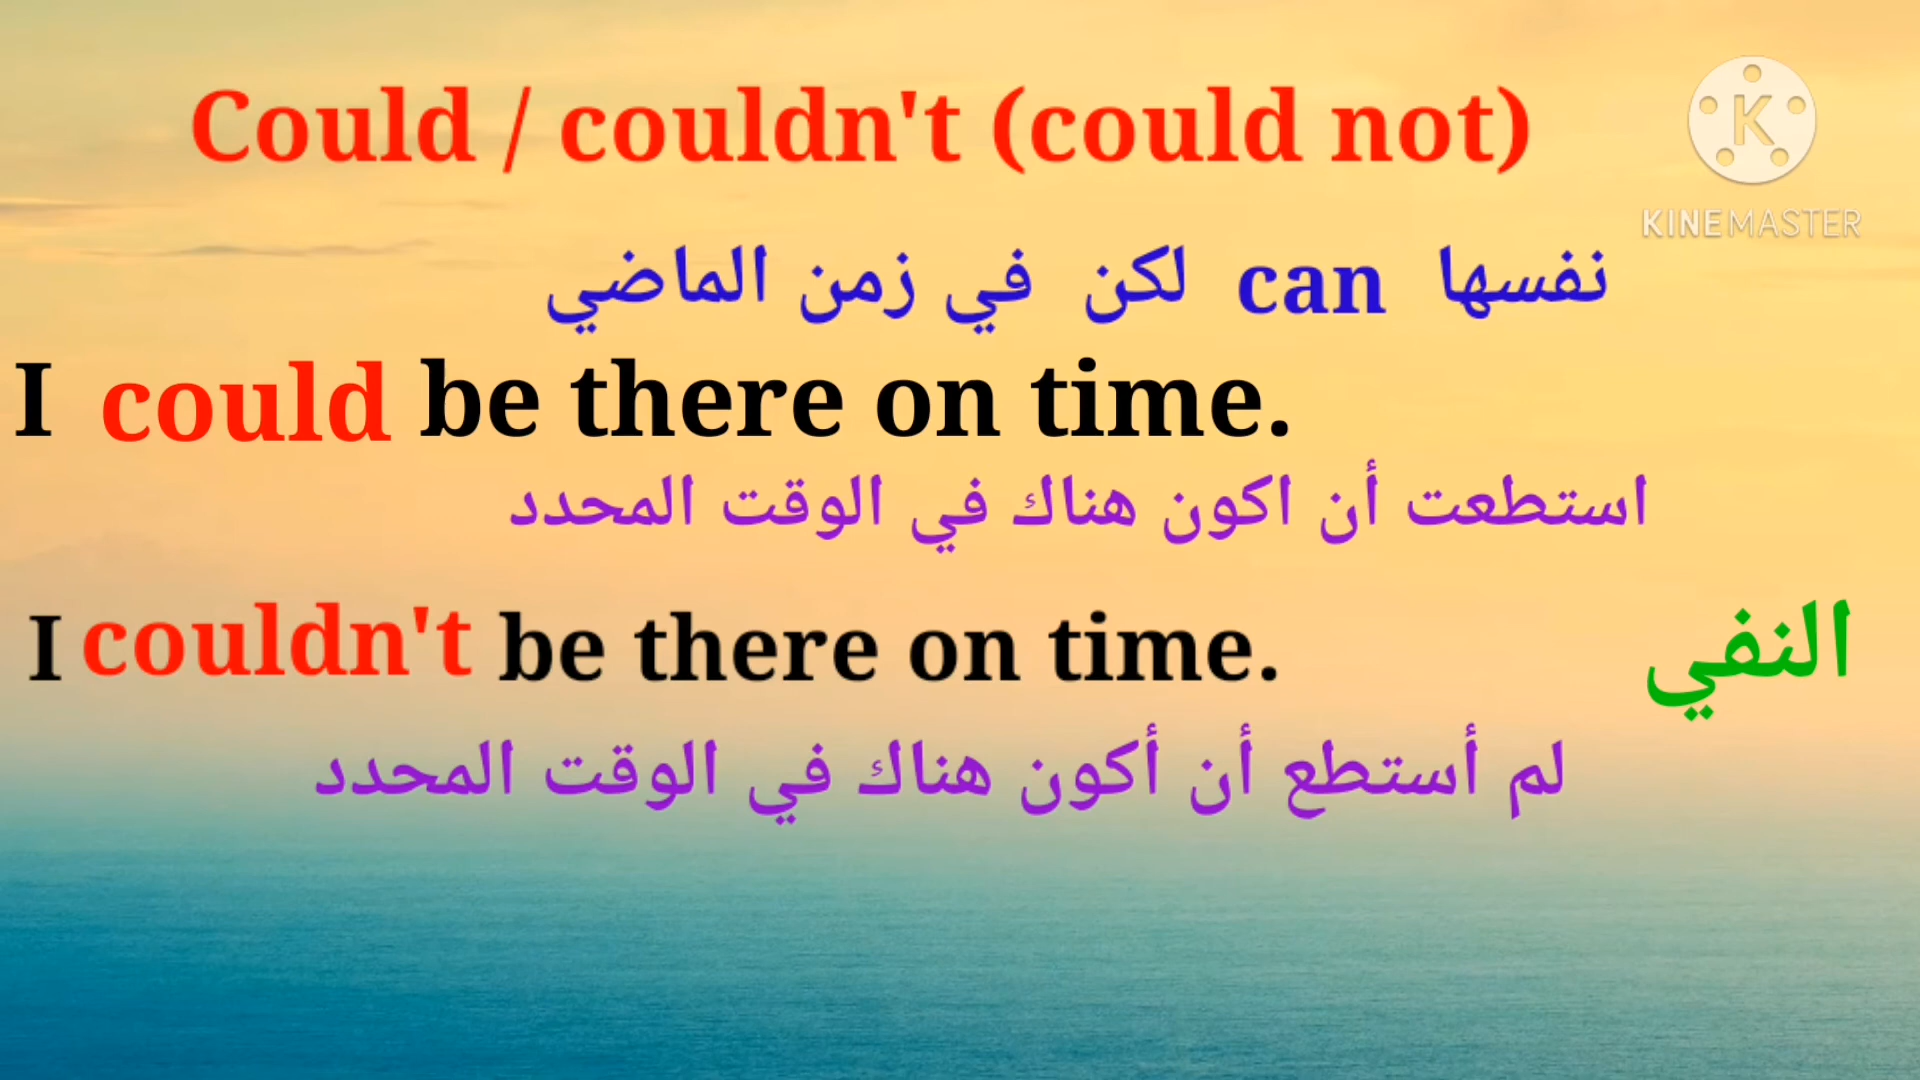 Could / couldn't (could not)
KINEMASTER
نفسها can لكن في زمن الماضي
I could be there on time.
استطعت أن اكون هناك في الوقت المحدد
I couldn't be there on time.
النفي
لم أستطع أن أكون هناك في الوقت المحدد